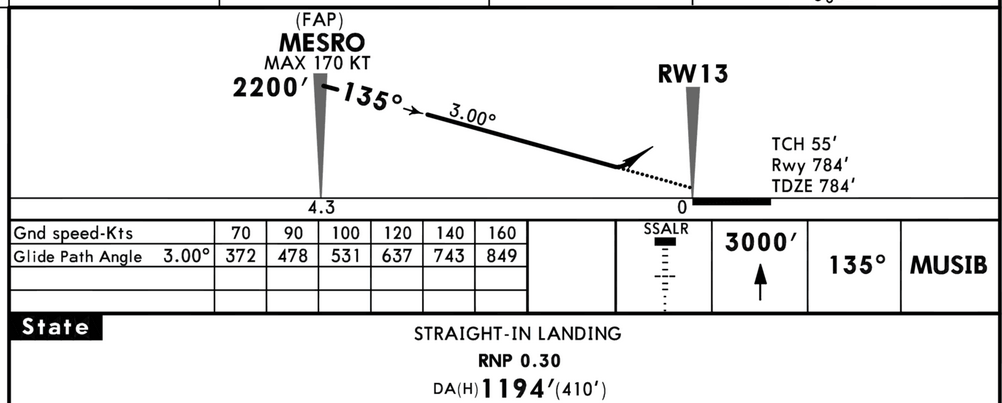 (FAP)
MESRO
MAX 170 KT
2200′
135°
3.00°
RW13
TCH 55′
Rwy 784′
TDZE 784′
4.3
0
Gnd speed-Kts 70 90 100 120 140 160
Glide Path Angle 3.00° 372 478 531 637 743 849
SSALR
3000′
135°
MUSIB
State
STRAIGHT-IN LANDING
RNP 0.30
DA(H) 1194′(410′)